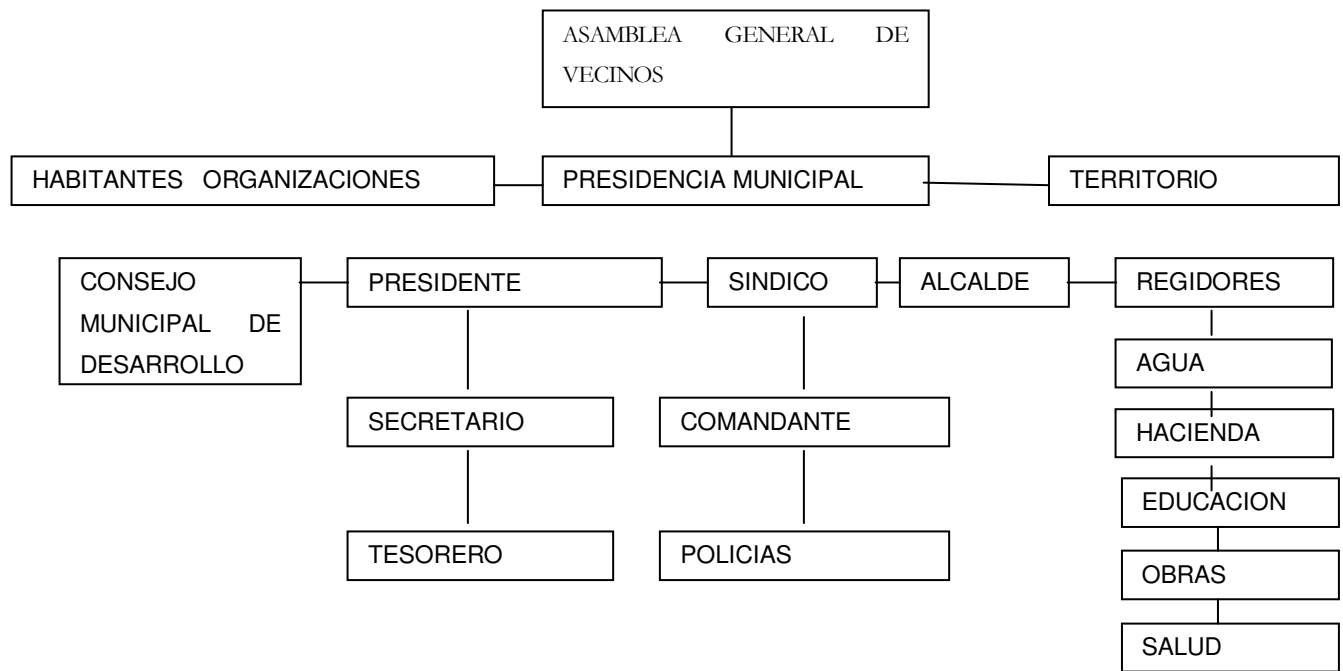 ASAMBLEA GENERAL DE
VECINOS
HABITANTES ORGANIZACIONES
PRESIDENCIA MUNICIPAL
TERRITORIO
CONSEJO
MUNICIPAL DE
DESARROLLO
PRESIDENTE
SINDICO
ALCALDE
REGIDORES
AGUA
SECRETARIO
COMANDANTE
HACIENDA
EDUCACION
TESORERO
POLICIAS
OBRAS
SALUD